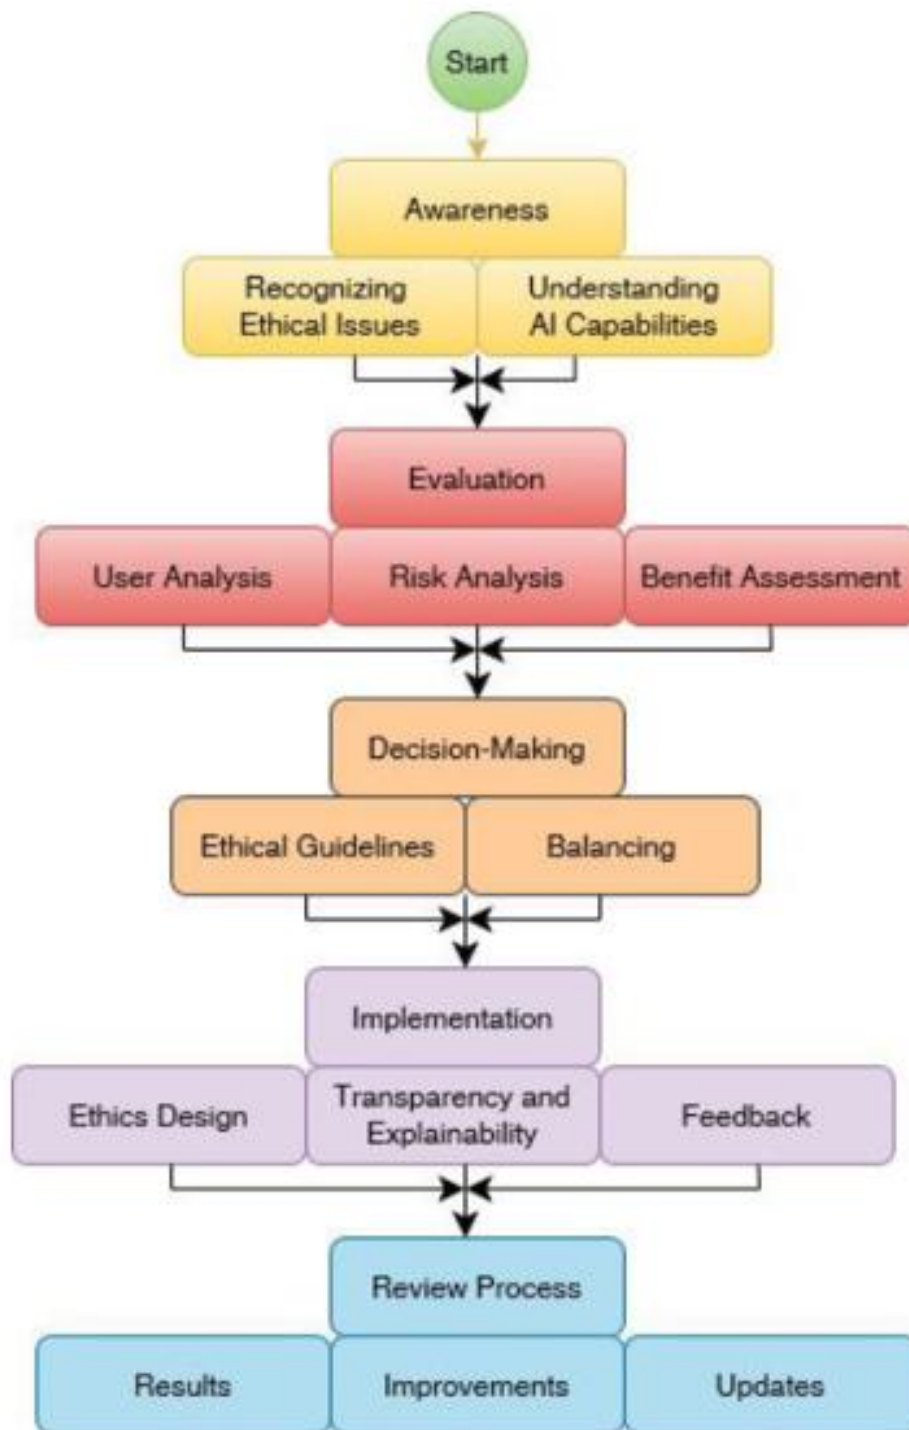 Start
Awareness
Recognizing
Ethical Issues
Understanding
AI Capabilities
Evaluation
User Analysis
Risk Analysis
Benefit Assessment
Decision-Making
Ethical Guidelines
Balancing
Implementation
Ethics Design
Transparency and
Explainability
Feedback
Review Process
Results
Improvements
Updates